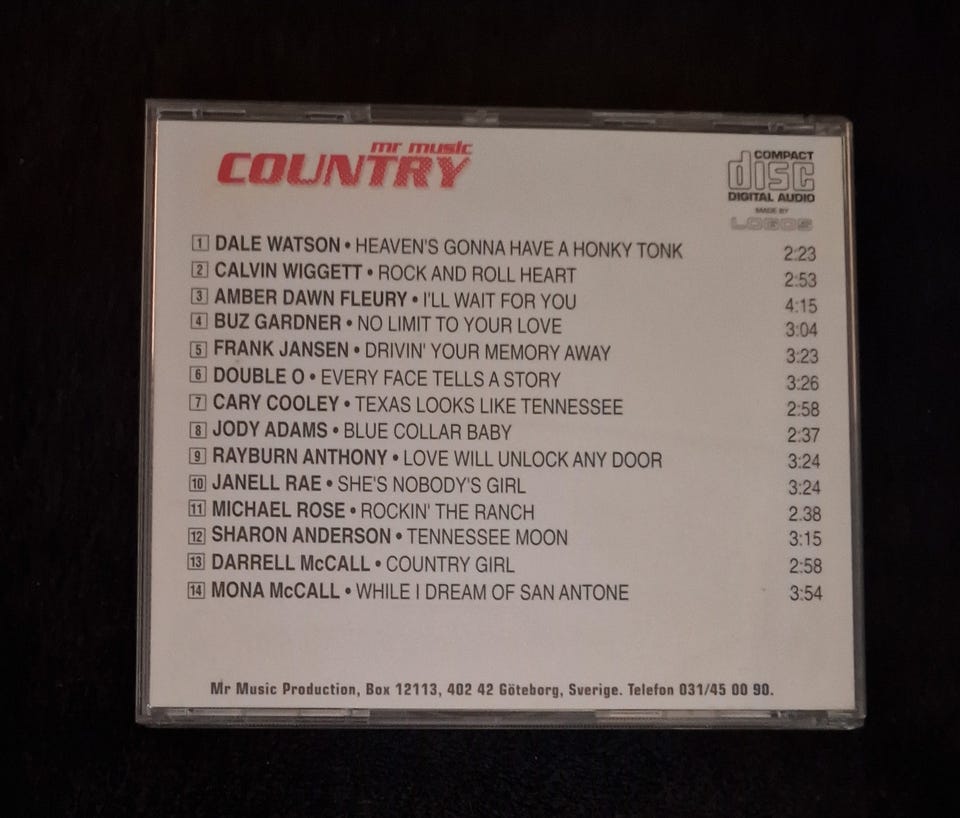 mr music
COUNTRY
COMPACT
disc
DIGITAL AUDIO
MADE BY
LOGOS
1 DALE WATSON • HEAVEN'S GONNA HAVE A HONKY TONK 2:23
2 CALVIN WIGGETT • ROCK AND ROLL HEART 2:53
3 AMBER DAWN FLEURY • I'LL WAIT FOR YOU 4:15
4 BUZ GARDNER • NO LIMIT TO YOUR LOVE 3:04
5 FRANK JANSEN • DRIVIN' YOUR MEMORY AWAY 3:23
6 DOUBLE O • EVERY FACE TELLS A STORY 3:26
7 CARY COOLEY • TEXAS LOOKS LIKE TENNESSEE 2:58
8 JODY ADAMS • BLUE COLLAR BABY 2:37
9 RAYBURN ANTHONY • LOVE WILL UNLOCK ANY DOOR 3:24
10 JANELL RAE • SHE'S NOBODY'S GIRL 3:24
11 MICHAEL ROSE • ROCKIN' THE RANCH 2.38
12 SHARON ANDERSON • TENNESSEE MOON 3:15
13 DARRELL McCALL • COUNTRY GIRL 2:58
14 MONA McCALL • WHILE I DREAM OF SAN ANTONE 3:54
Mr Music Production, Box 12113, 402 42 Göteborg, Sverige. Telefon 031/45 00 90.